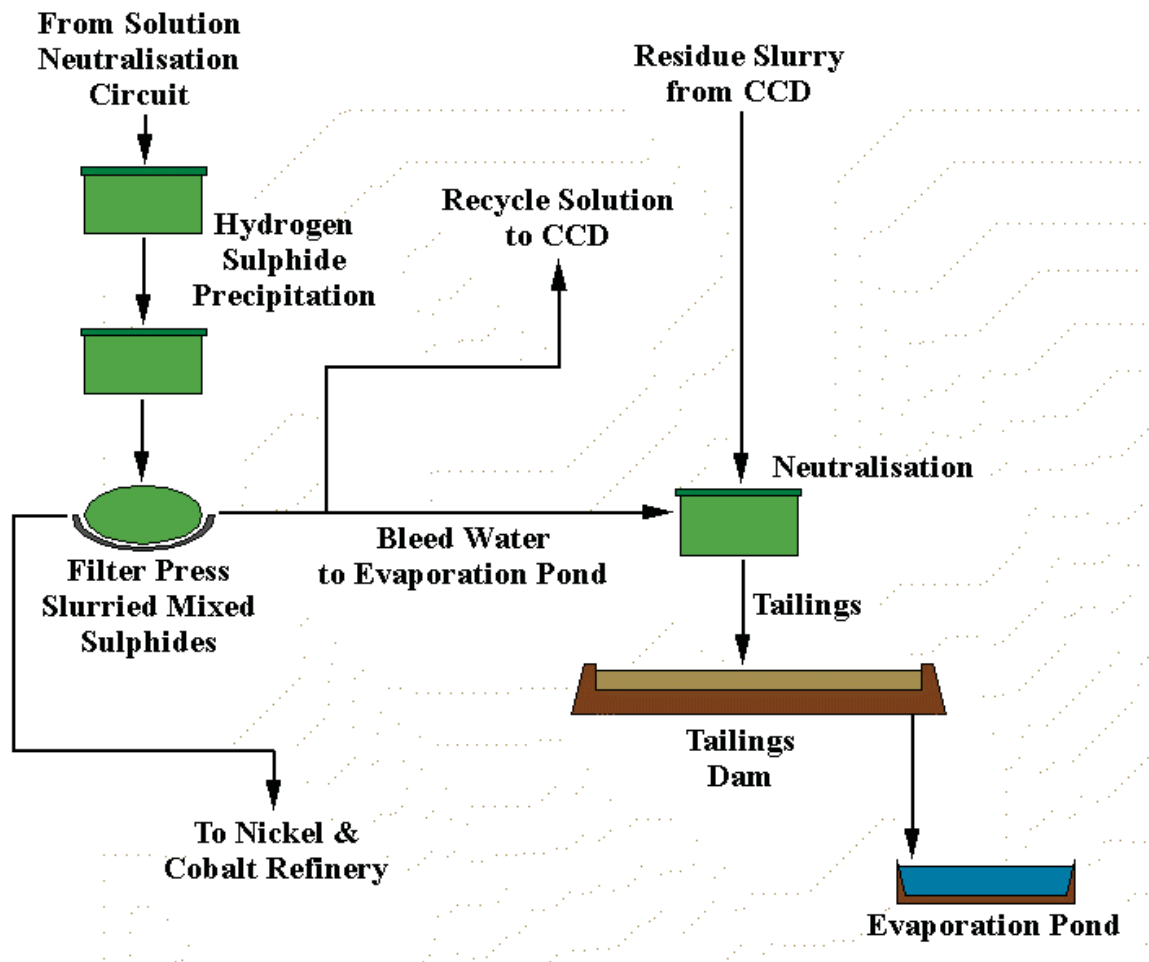 From Solution
Neutralisation
Circuit
Residue Slurry
from CCD
Recycle Solution
to CCD
Hydrogen
Sulphide
Precipitation
Neutralisation
Bleed Water
to Evaporation Pond
Filter Press
Slurried Mixed
Sulphides
Tailings
Tailings
Dam
To Nickel &
Cobalt Refinery
Evaporation Pond